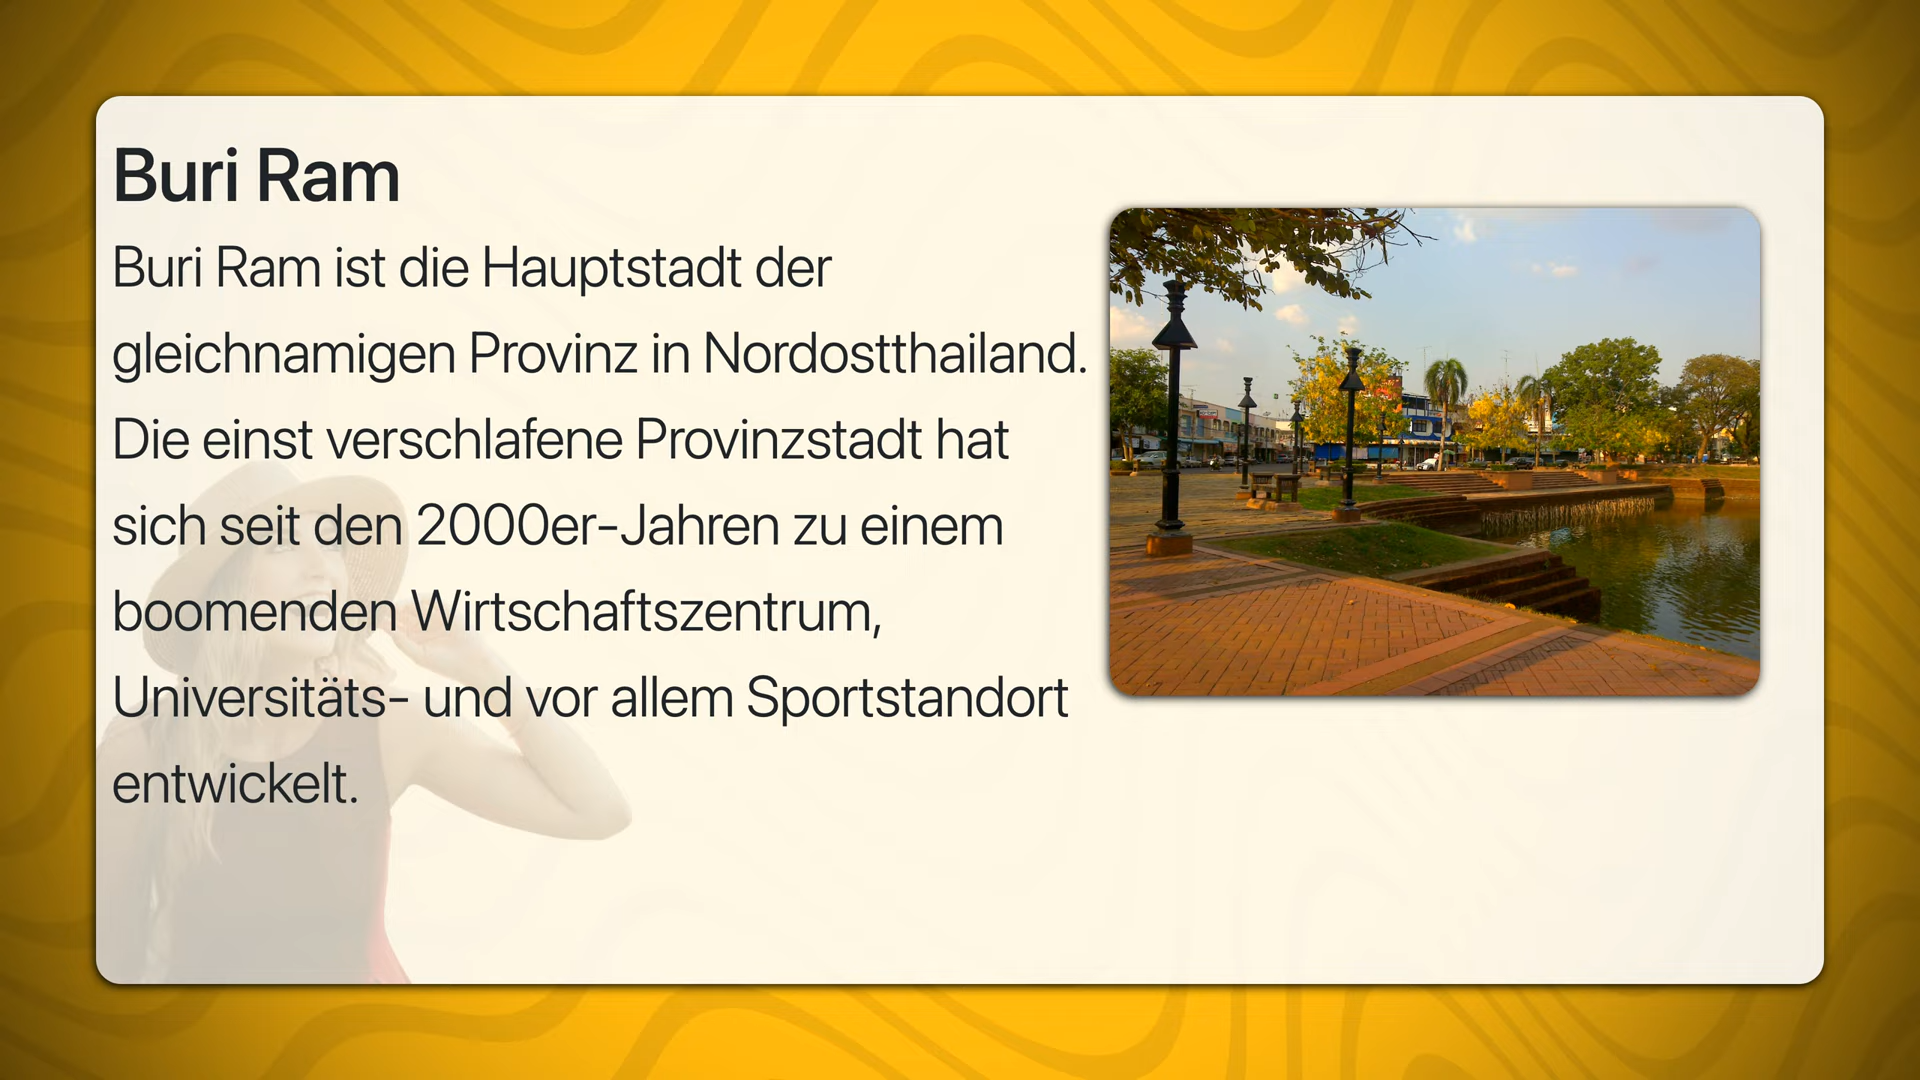 Buri Ram
Buri Ram ist die Hauptstadt der
gleichnamigen Provinz in Nordostthailand.
Die einst verschlafene Provinzstadt hat
sich seit den 2000er-Jahren zu einem
boomenden Wirtschaftszentrum,
Universitäts- und vor allem Sportstandort
entwickelt.